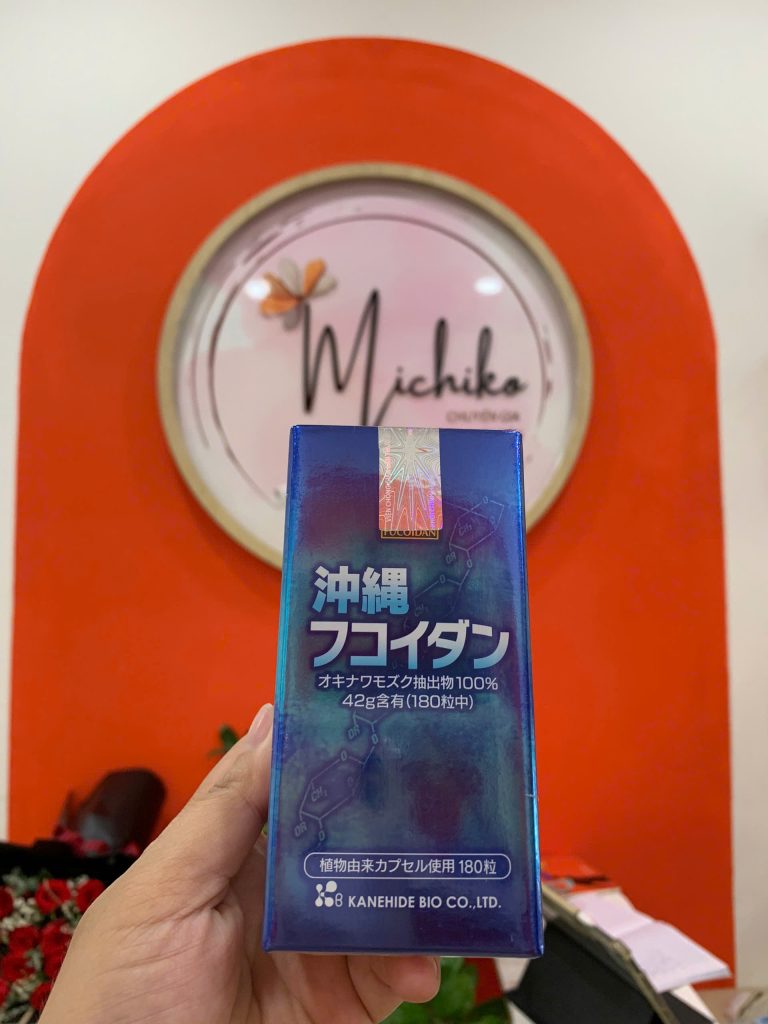 Michiko
CHUYÊN GIA
FUCOIDAN
沖縄
フコイダン
オキナワモズク抽出物100%
42g含有(180粒中)
植物由来カプセル使用 180粒
KANEHIDE BIO CO.,LTD.